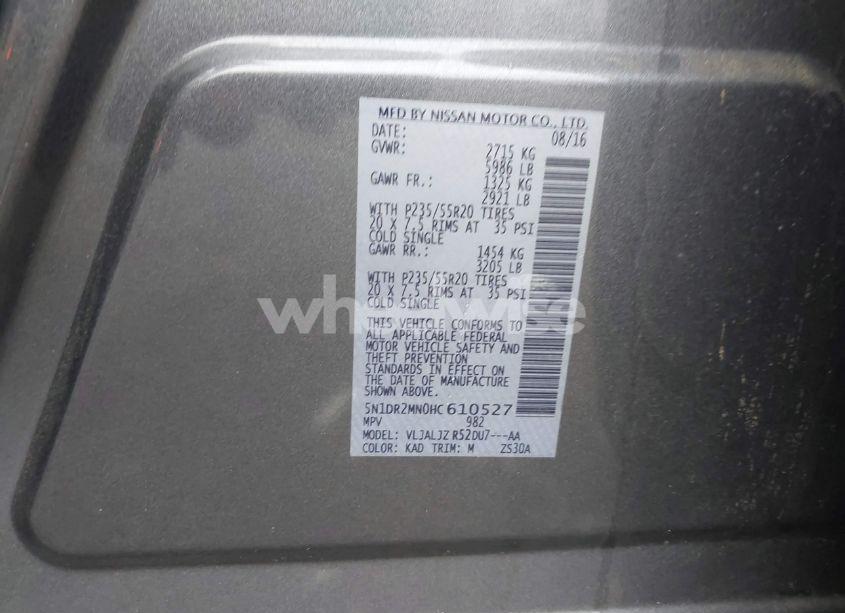 MFD BY NISSAN MOTOR CO., LTD.
DATE: 08/16
GVWR: 2715 KG
5986 LB
GAWR FR.: 1325 KG
2921 LB
WITH P235/55R20 TIRES
20 X 7.5 RIMS AT 35 PSI
COLD SINGLE
GAWR RR.: 1454 KG
3205 LB
WITH P235/55R20 TIRES
20 X 7.5 RIMS AT 35 PSI
COLD SINGLE
THIS VEHICLE CONFORMS TO
ALL APPLICABLE FEDERAL
MOTOR VEHICLE SAFETY AND
THEFT PREVENTION
STANDARDS IN EFFECT ON
THE DATE OF MANUFACTURE
SHOWN ABOVE.
5N1DR2MN0HC610527
MPV 982
MODEL: VLJALJZ R52DU7---AA
COLOR: KAD TRIM: M ZS30A